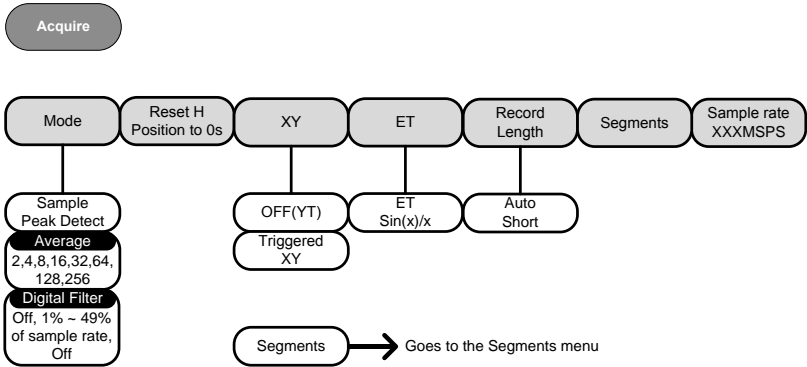 Acquire
Mode
Reset H
Position to 0s
XY
ET
Record
Length
Segments
Sample rate
XXXMSPS
Sample
Peak Detect
Average
2,4,8,16,32,64,
128,256
Digital Filter
Off, 1% ~ 49%
of sample rate,
Off
OFF(YT)
Triggered
XY
ET
Sin(x)/x
Auto
Short
Segments
Goes to the Segments menu